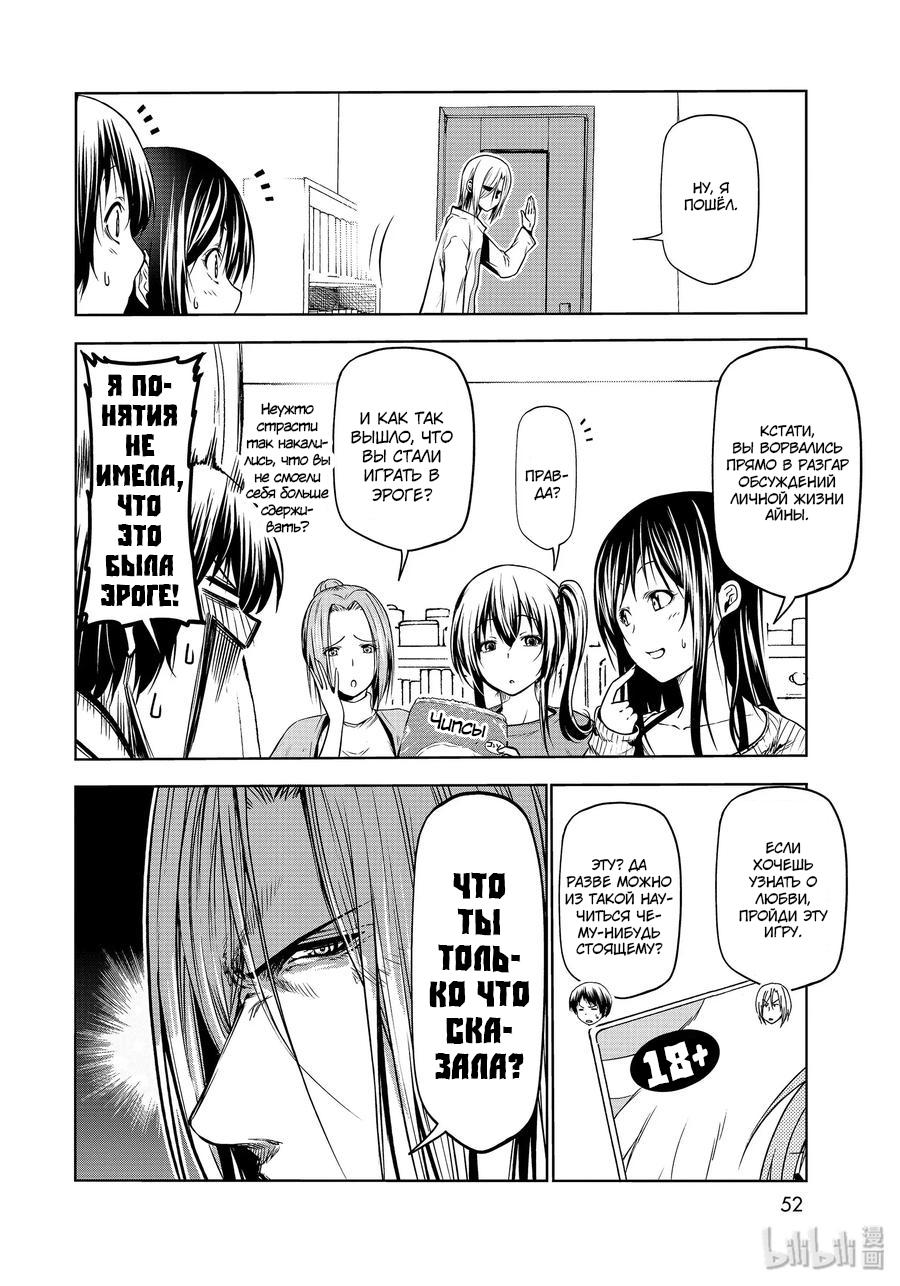 НУ, Я
ПОШЁЛ.
КСТАТИ,
ВЫ ВОРВАЛИСЬ
ПРЯМО В РАЗГАР
ОБСУЖДЕНИЙ
ЛИЧНОЙ ЖИЗНИ
АЙНЫ.
ПРАВ-
ДА?
И КАК ТАК
ВЫШЛО, ЧТО
ВЫ СТАЛИ
ИГРАТЬ В
ЭРОГЕ?
Неужто
страсти
так накали-
лись, что вы
не смогли
себя больше
сдержи-
вать?
Я ПО-
НЯТИЯ
НЕ
ИМЕЛА,
ЧТО
ЭТО
БЫЛА
ЭРОГЕ!
Чипсы
ЕСЛИ
ХОЧЕШЬ
УЗНАТЬ О
ЛЮБВИ,
ПРОЙДИ ЭТУ
ИГРУ.
ЭТУ? ДА
РАЗВЕ МОЖНО
ИЗ ТАКОЙ НАУ-
ЧИТЬСЯ ЧЕ-
МУ-НИБУДЬ
СТОЯЩЕМУ?
18+
ЧТО
ТЫ
ТОЛЬ-
КО ЧТО
СКА-
ЗАЛА?
52
bilibili 漫画